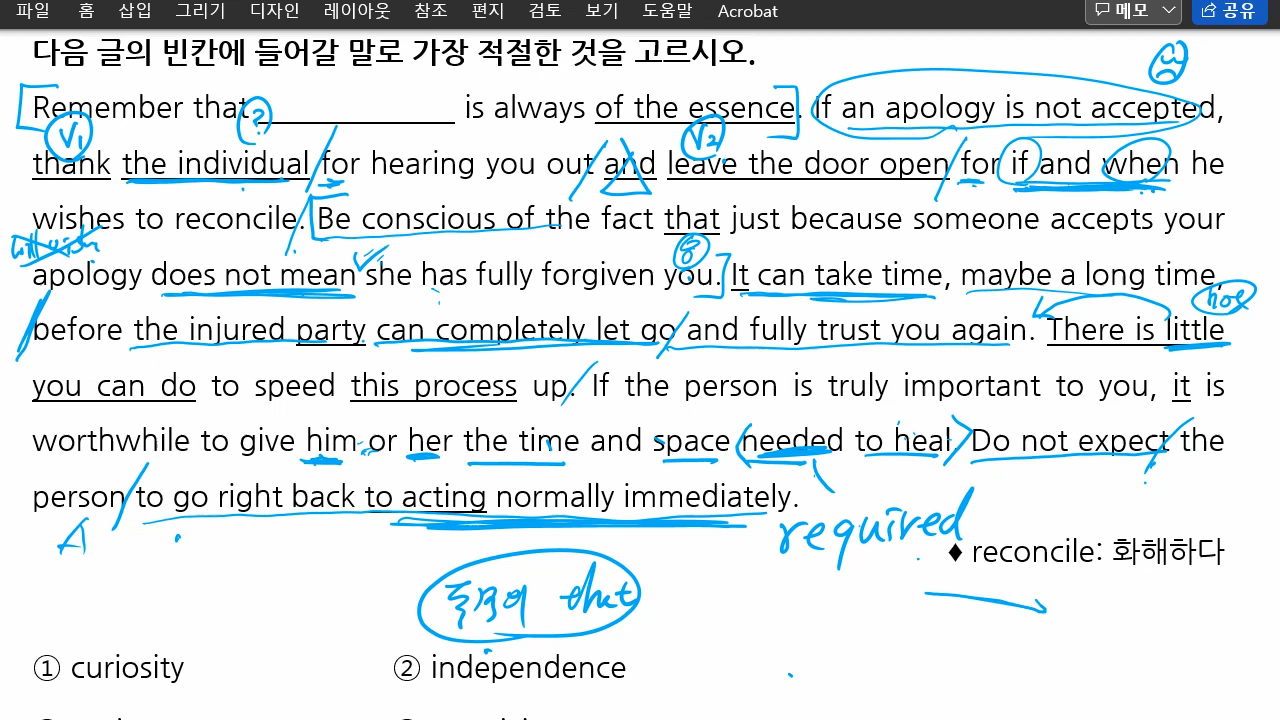 파일 홈 삽입 그리기 디자인 레이아웃 참조 편지 검토 보기 도움말 Acrobat 메모 공유
다음 글의 빈칸에 들어갈 말로 가장 적절한 것을 고르시오.
Remember that ____________ is always of the essence. If an apology is not accepted,
?
V1
V2
thank the individual for hearing you out and leave the door open for if and when he
wishes to reconcile. Be conscious of the fact that just because someone accepts your
apology does not mean she has fully forgiven you. It can take time, maybe a long time,
before the injured party can completely let go and fully trust you again. There is little
you can do to speed this process up. If the person is truly important to you, it is
worthwhile to give him or her the time and space needed to heal. Do not expect the
person to go right back to acting normally immediately.
A
required
♦ reconcile: 화해하다
that
① curiosity ② independence